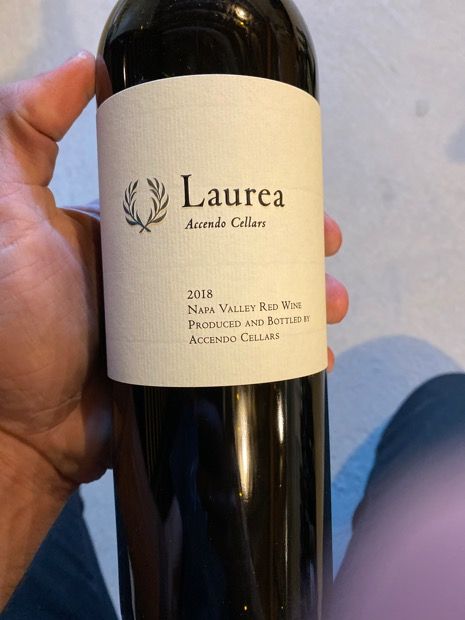 Laurea
Accendo Cellars
2018
Napa Valley Red Wine
Produced and Bottled by
Accendo Cellars